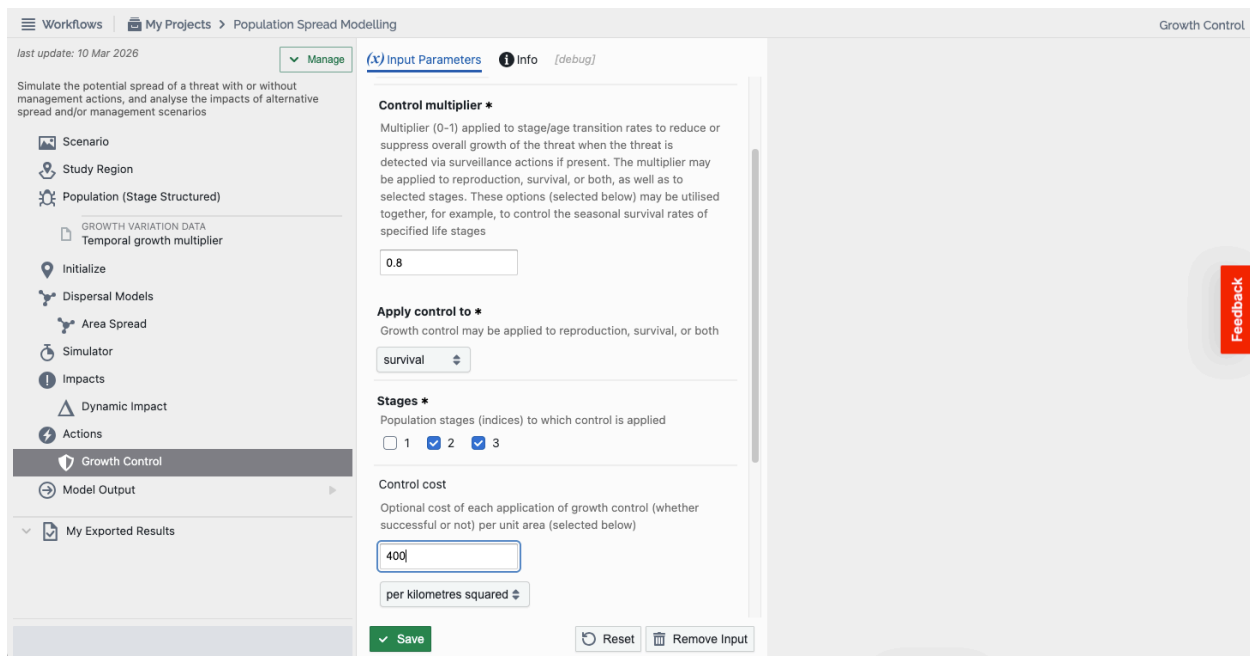 Workflows
My Projects > Population Spread Modelling
Growth Control
last update: 10 Mar 2026
Manage
Simulate the potential spread of a threat with or without
management actions, and analyse the impacts of alternative
spread and/or management scenarios
Scenario
Study Region
Population (Stage Structured)
GROWTH VARIATION DATA
Temporal growth multiplier
Initialize
Dispersal Models
Area Spread
Simulator
Impacts
Dynamic Impact
Actions
Growth Control
Model Output
My Exported Results
(x) Input Parameters
Info
[debug]
Control multiplier *
Multiplier (0-1) applied to stage/age transition rates to reduce or
suppress overall growth of the threat when the threat is
detected via surveillance actions if present. The multiplier may
be applied to reproduction, survival, or both, as well as to
selected stages. These options (selected below) may be utilised
together, for example, to control the seasonal survival rates of
specified life stages
0.8
Apply control to *
Growth control may be applied to reproduction, survival, or both
survival
Stages *
Population stages (indices) to which control is applied
1 2 3
Control cost
Optional cost of each application of growth control (whether
successful or not) per unit area (selected below)
400
per kilometres squared
Save
Reset
Remove Input
Feedback